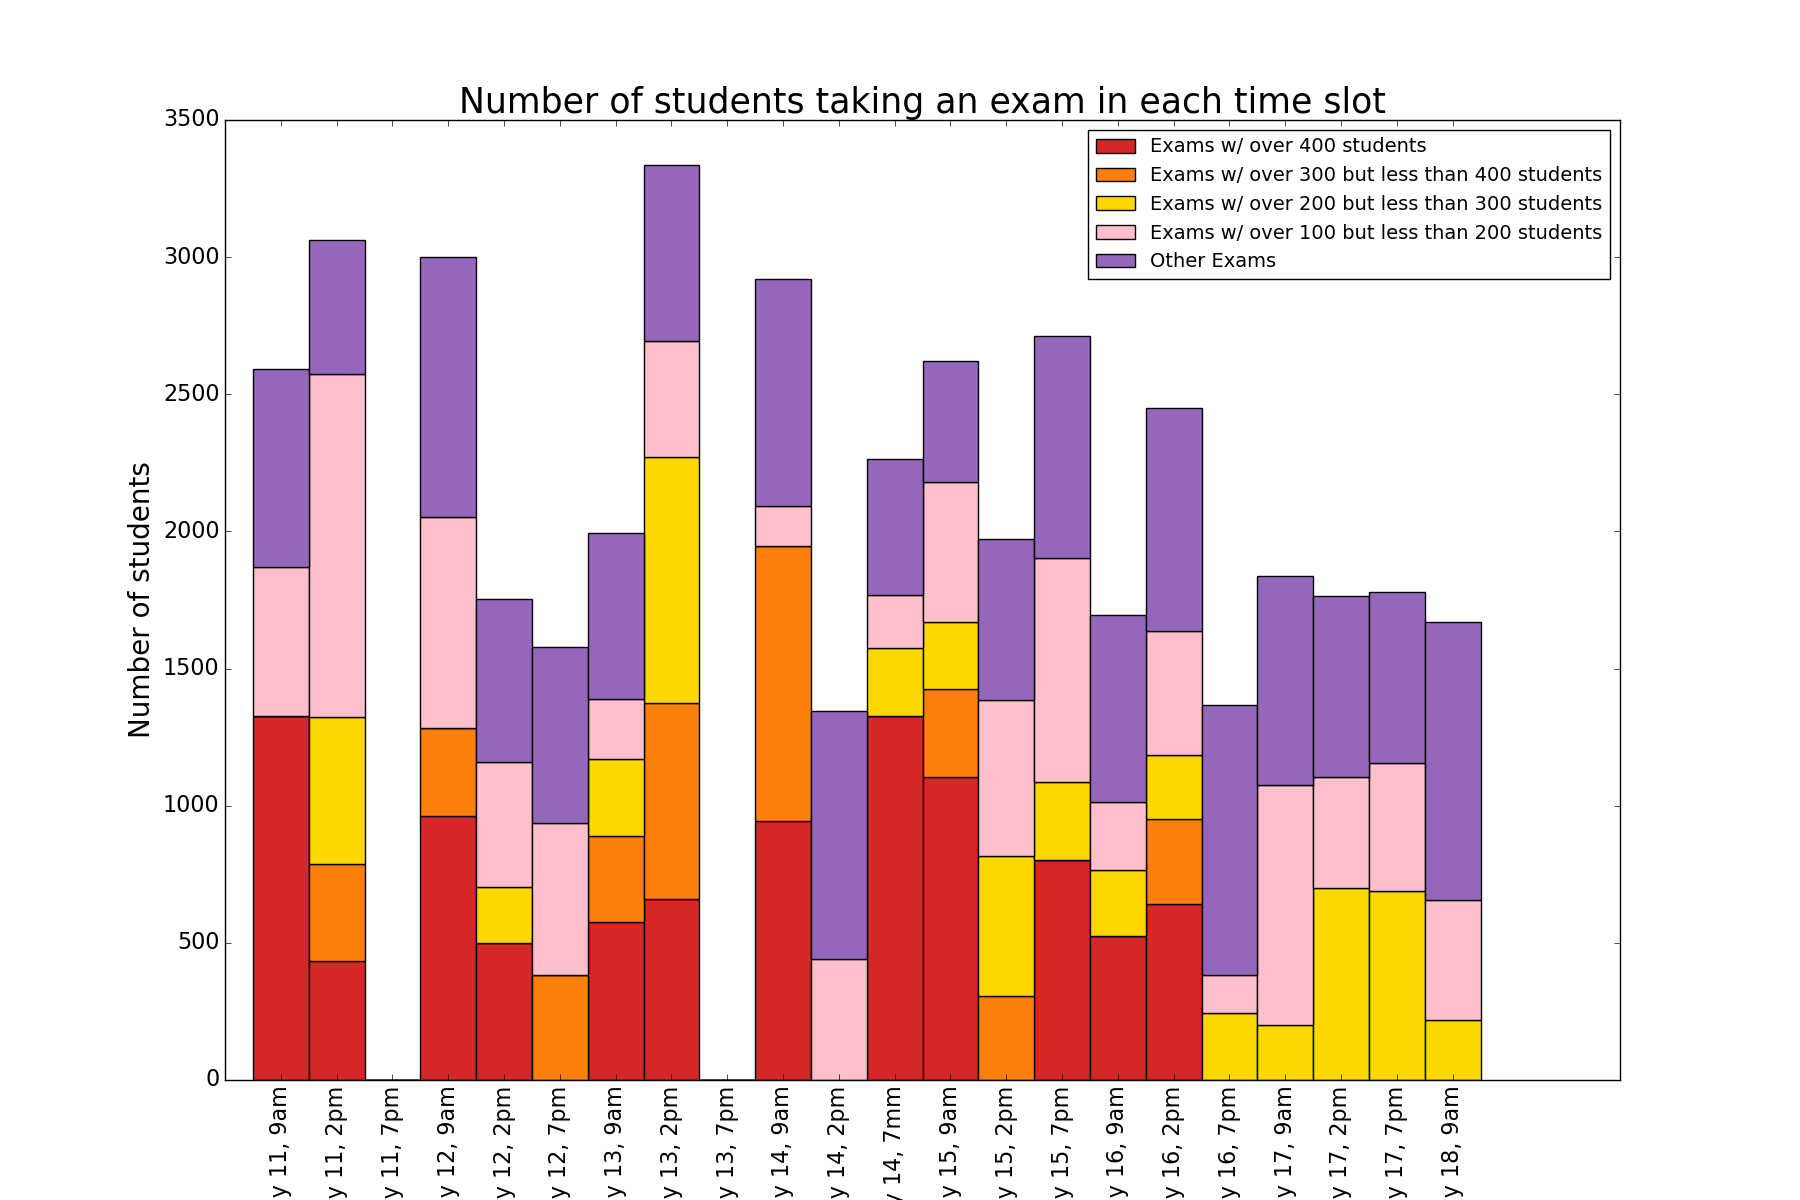 Number of students taking an exam in each time slot
Exams w/ over 400 students
Exams w/ over 300 but less than 400 students
Exams w/ over 200 but less than 300 students
Exams w/ over 100 but less than 200 students
Other Exams
Number of students
3500
3000
2500
2000
1500
1000
500
0
y 11, 9am
y 11, 2pm
y 11, 7pm
y 12, 9am
y 12, 2pm
y 12, 7pm
y 13, 9am
y 13, 2pm
y 13, 7pm
y 14, 9am
y 14, 2pm
y 14, 7mm
y 15, 9am
y 15, 2pm
y 15, 7pm
y 16, 9am
y 16, 2pm
y 16, 7pm
y 17, 9am
y 17, 2pm
y 17, 7pm
y 18, 9am